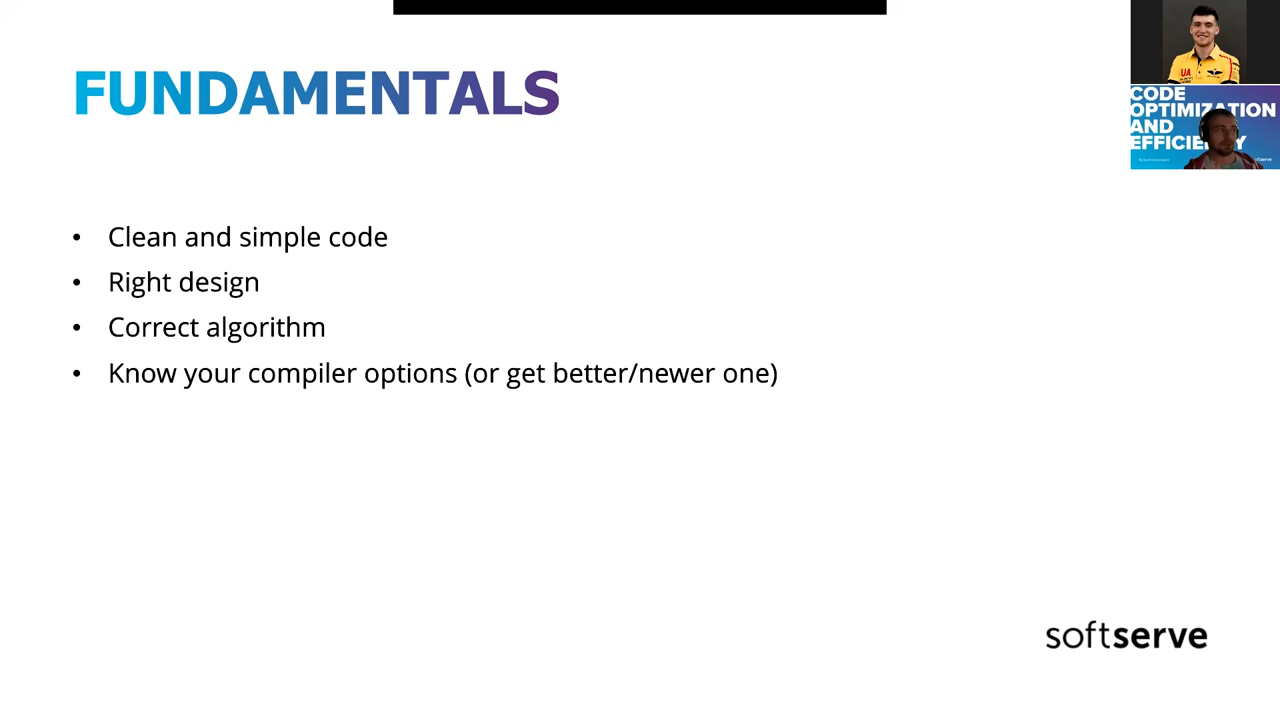 FUNDAMENTALS
• Clean and simple code
• Right design
• Correct algorithm
• Know your compiler options (or get better/newer one)
softserve
UA
CODE
OPTIMIZATION
AND